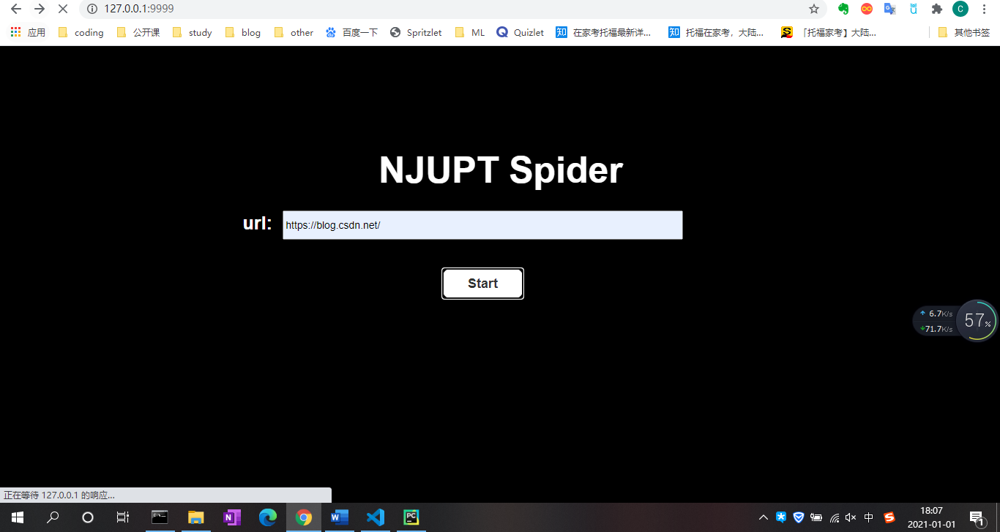 127.0.0.1:9999
C
应用 coding 公开课 study blog other 百度一下 Spritzlet ML Quizlet 知 在家考托福最新详... 知 托福在家考，大陆... S 「托福家考】大陆... 其他书签
NJUPT Spider
url: https://blog.csdn.net/
Start
6.7K/s
71.7K/s
57%
正在等待 127.0.0.1 的响应...
中 S 18:07
2021-01-01
1